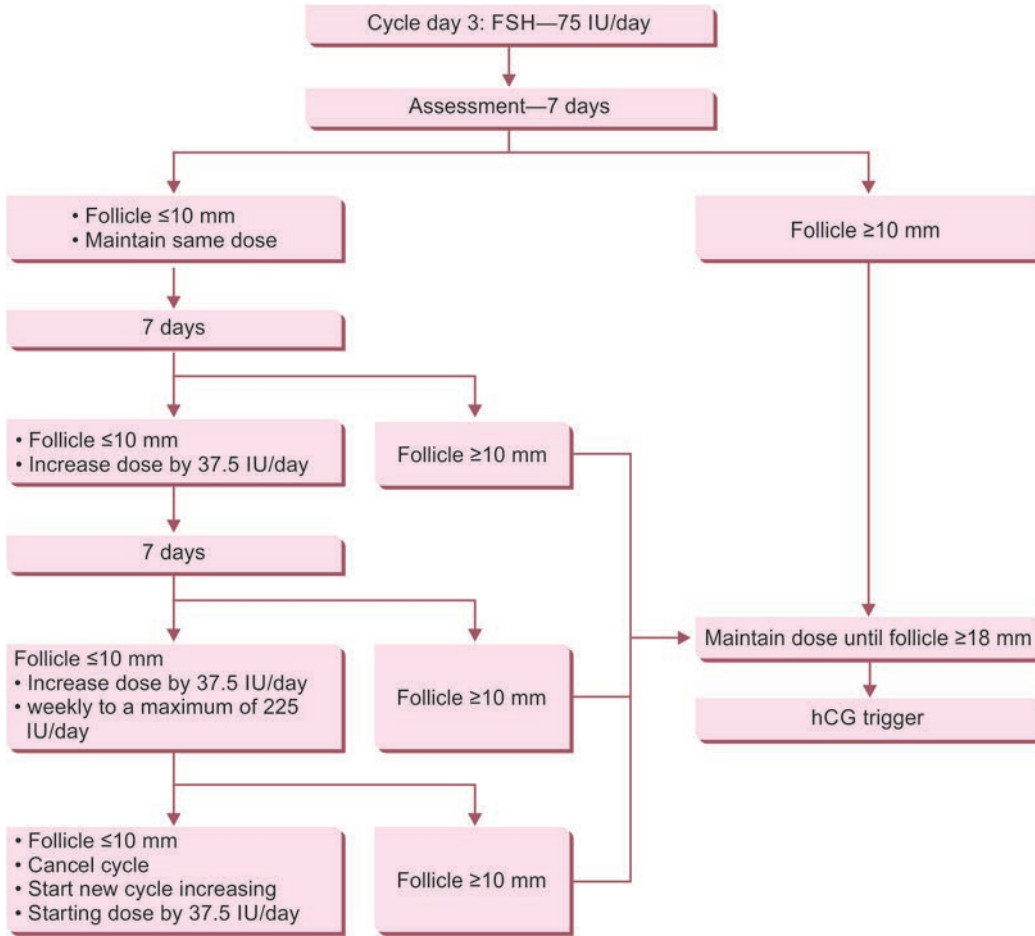 Cycle day 3: FSH—75 IU/day
Assessment—7 days
• Follicle ≤10 mm
• Maintain same dose
Follicle ≥10 mm
7 days
• Follicle ≤10 mm
• Increase dose by 37.5 IU/day
Follicle ≥10 mm
7 days
Follicle ≤10 mm
• Increase dose by 37.5 IU/day
• weekly to a maximum of 225
IU/day
Follicle ≥10 mm
Maintain dose until follicle ≥18 mm
hCG trigger
• Follicle ≤10 mm
• Cancel cycle
• Start new cycle increasing
• Starting dose by 37.5 IU/day
Follicle ≥10 mm